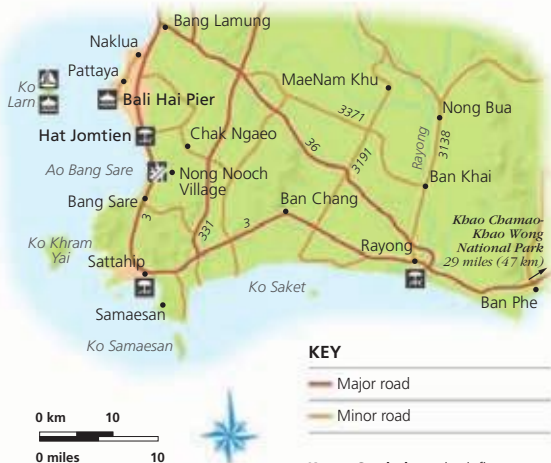 Bang Lamung
Naklua
Pattaya
Ko
Larn
Bali Hai Pier
MaeNam Khu
3371
Nong Bua
Hat Jomtien
Chak Ngaeo
36
3191
Rayong
3138
Ao Bang Sare
Nong Nooch
Village
Ban Khai
Bang Sare
3
331
3
Ban Chang
Khao Chamao-
Khao Wong
National Park
29 miles (47 km)
Ko Khram
Yai
Sattahip
Rayong
Ko Saket
Ban Phe
Samaesan
Ko Samaesan
KEY
Major road
Minor road
0 km 10
0 miles 10